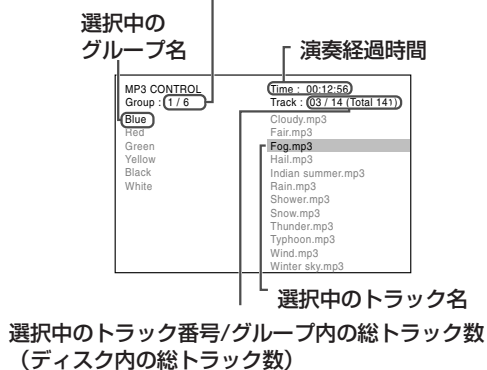 選択中の
グループ名
演奏経過時間
MP3 CONTROL
Group : 1 / 6
Time : 00:12:56
Track : 03 / 14 (Total 141)
Blue
Red
Green
Yellow
Black
White
Cloudy.mp3
Fair.mp3
Fog.mp3
Hail.mp3
Indian summer.mp3
Rain.mp3
Shower.mp3
Snow.mp3
Thunder.mp3
Typhoon.mp3
Wind.mp3
Winter sky.mp3
選択中のトラック名
選択中のトラック番号/グループ内の総トラック数
（ディスク内の総トラック数）